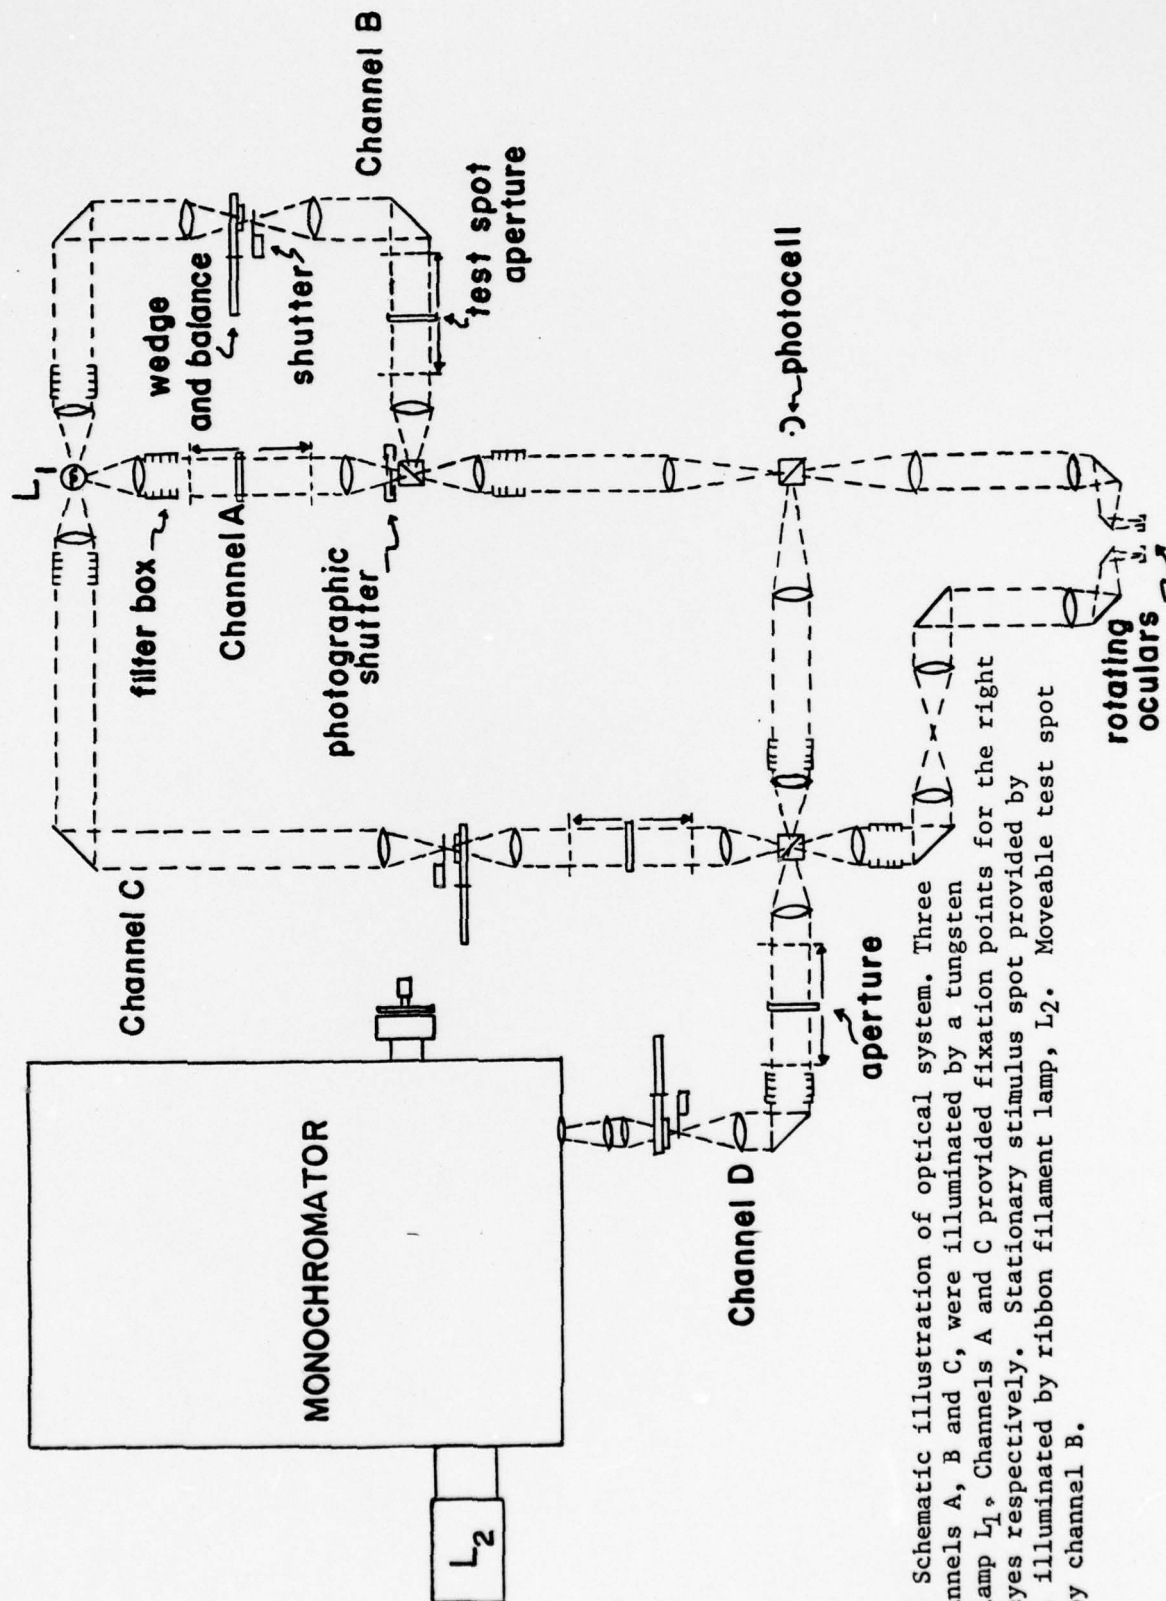 Channel B
L1
wedge
and balance
shutter
test spot
aperture
filter box
Channel A
photographic
shutter
photocell
Channel C
rotating
oculars
MONOCHROMATOR
L2
Channel D
aperture
Schematic illustration of optical system. Three
A, B and C, were illuminated by a tungsten
L1. Channels A and C provided fixation points for the right
respectively. Stationary stimulus spot provided by
illuminated by ribbon filament lamp, L2. Moveable test spot
channel B.